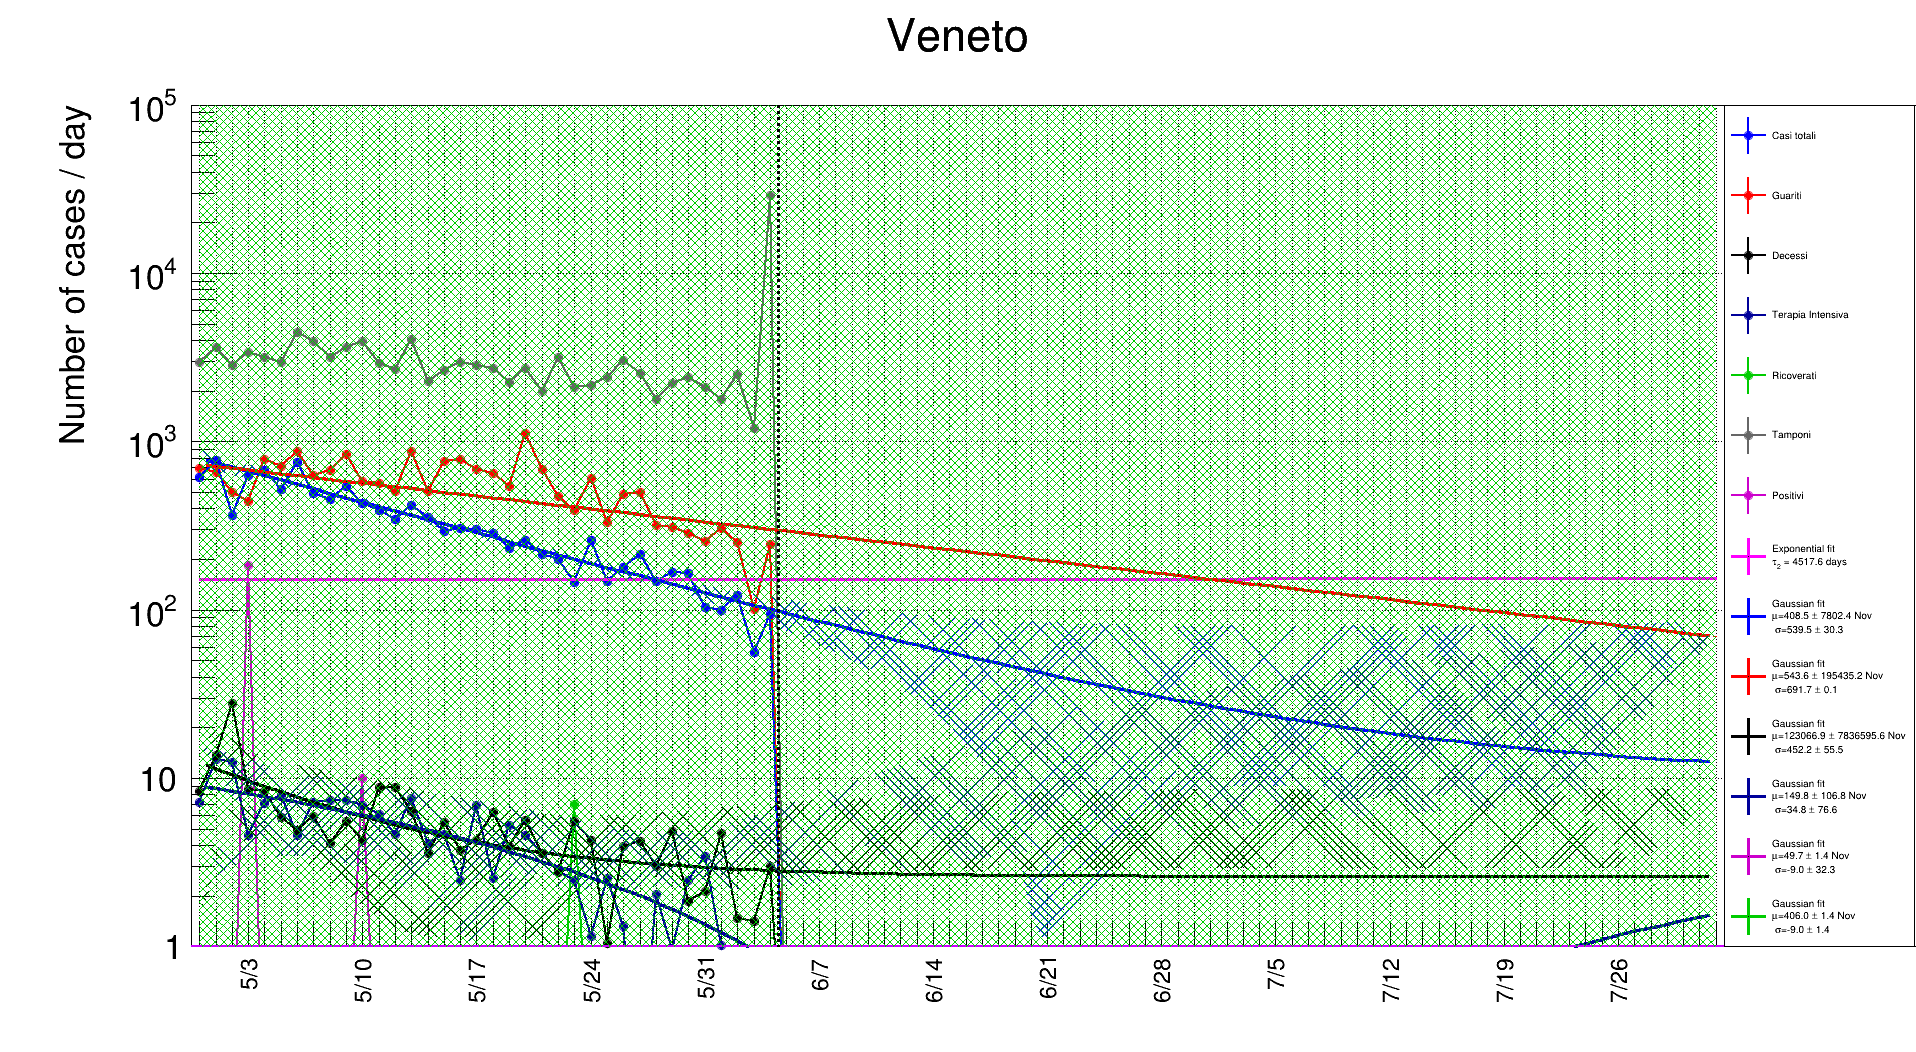 Veneto
Number of cases / day
10^5
10^4
10^3
10^2
10
1
5/3
5/10
5/17
5/24
5/31
6/7
6/14
6/21
6/28
7/5
7/12
7/19
7/26
Casi totali
Guariti
Decessi
Terapia Intensiva
Ricoverati
Tamponi
Positivi
Exponential fit
τ₂ = 4517.6 days
Gaussian fit
μ=408.5 ± 7802.4 Nov
σ=539.5 ± 30.3
Gaussian fit
μ=543.6 ± 195435.2 Nov
σ=691.7 ± 0.1
Gaussian fit
μ=123066.9 ± 7836595.6 Nov
σ=452.2 ± 55.5
Gaussian fit
μ=149.8 ± 106.8 Nov
σ=34.8 ± 76.6
Gaussian fit
μ=49.7 ± 1.4 Nov
σ=-9.0 ± 32.3
Gaussian fit
μ=406.0 ± 1.4 Nov
σ=-9.0 ± 1.4